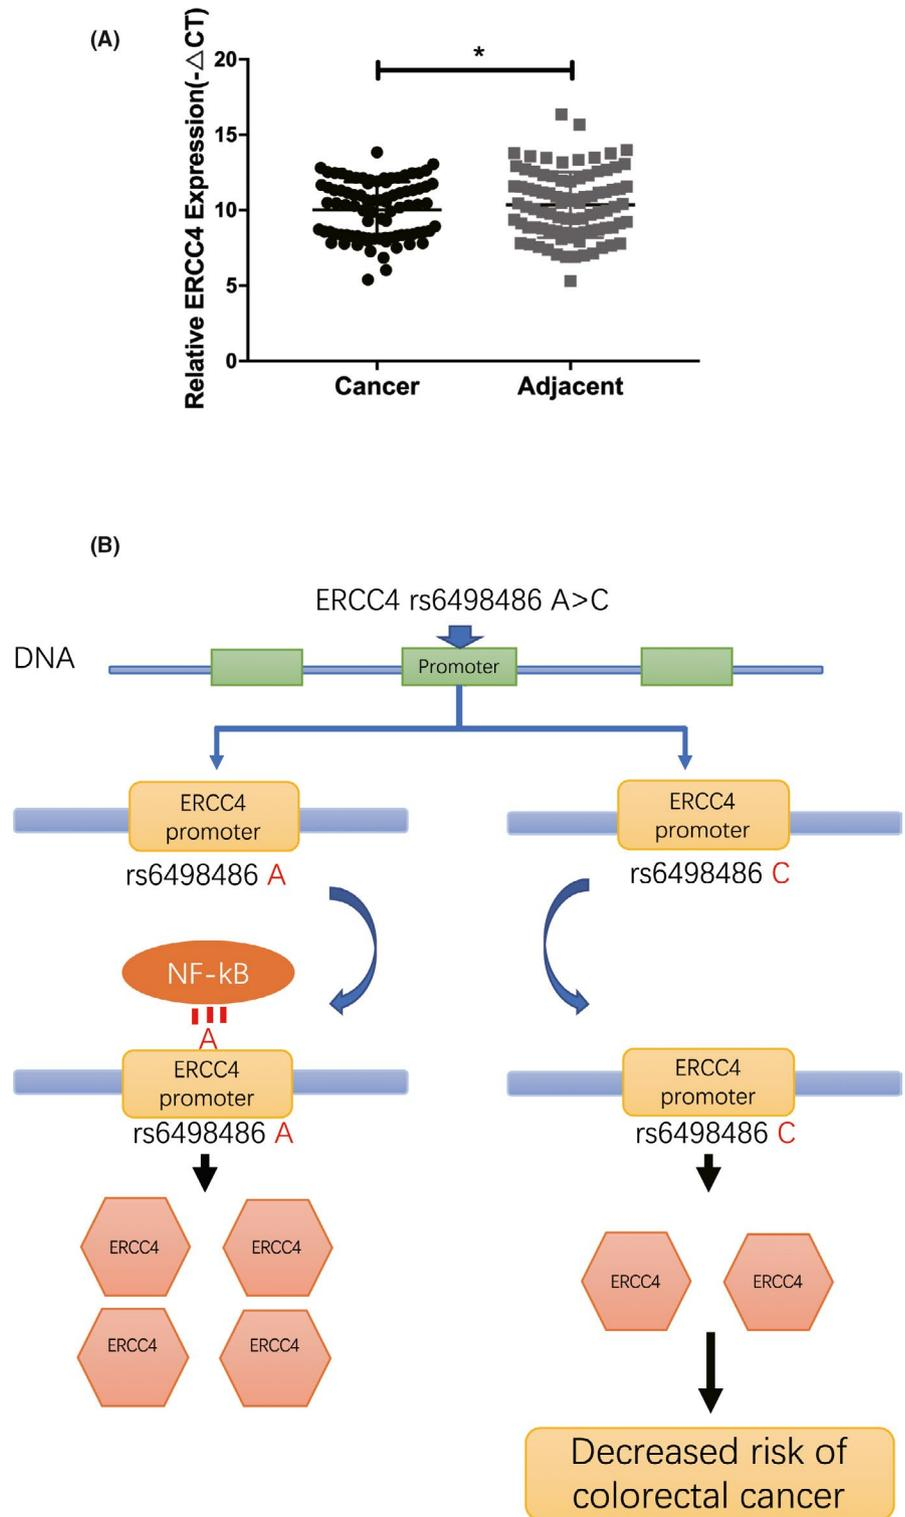 (A)
Relative ERCC4 Expression(-△CT)
20
15
10
5
0
*
Cancer
Adjacent
(B)
ERCC4 rs6498486 A>C
DNA
Promoter
ERCC4
promoter
rs6498486 A
ERCC4
promoter
rs6498486 C
NF-kB
A
ERCC4
promoter
rs6498486 A
ERCC4
promoter
rs6498486 C
ERCC4
ERCC4
ERCC4
ERCC4
ERCC4
ERCC4
Decreased risk of
colorectal cancer